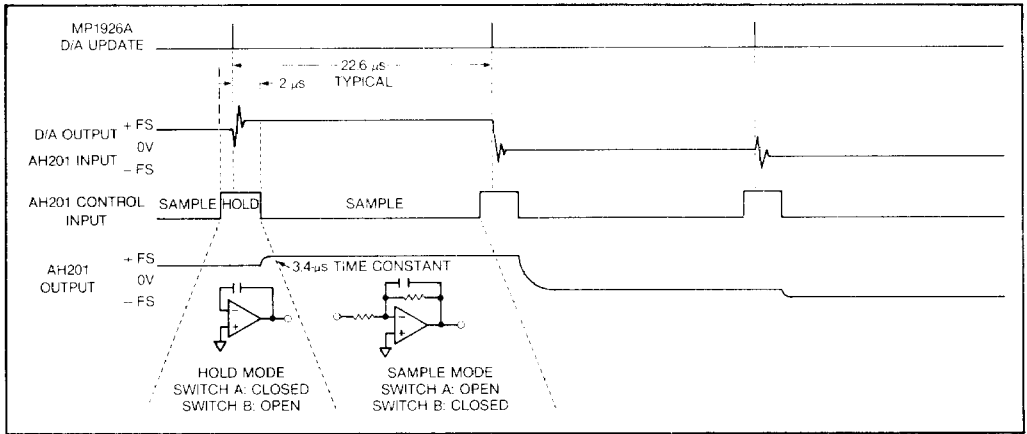 MP1926A
D/A UPDATE
22.6 µs
TYPICAL
2 µs
D/A OUTPUT
AH201 INPUT
+ FS
0V
− FS
AH201 CONTROL
INPUT
SAMPLE HOLD SAMPLE
AH201
OUTPUT
+ FS
0V
− FS
3.4-µs TIME CONSTANT
HOLD MODE
SWITCH A: CLOSED
SWITCH B: OPEN
SAMPLE MODE
SWITCH A: OPEN
SWITCH B: CLOSED